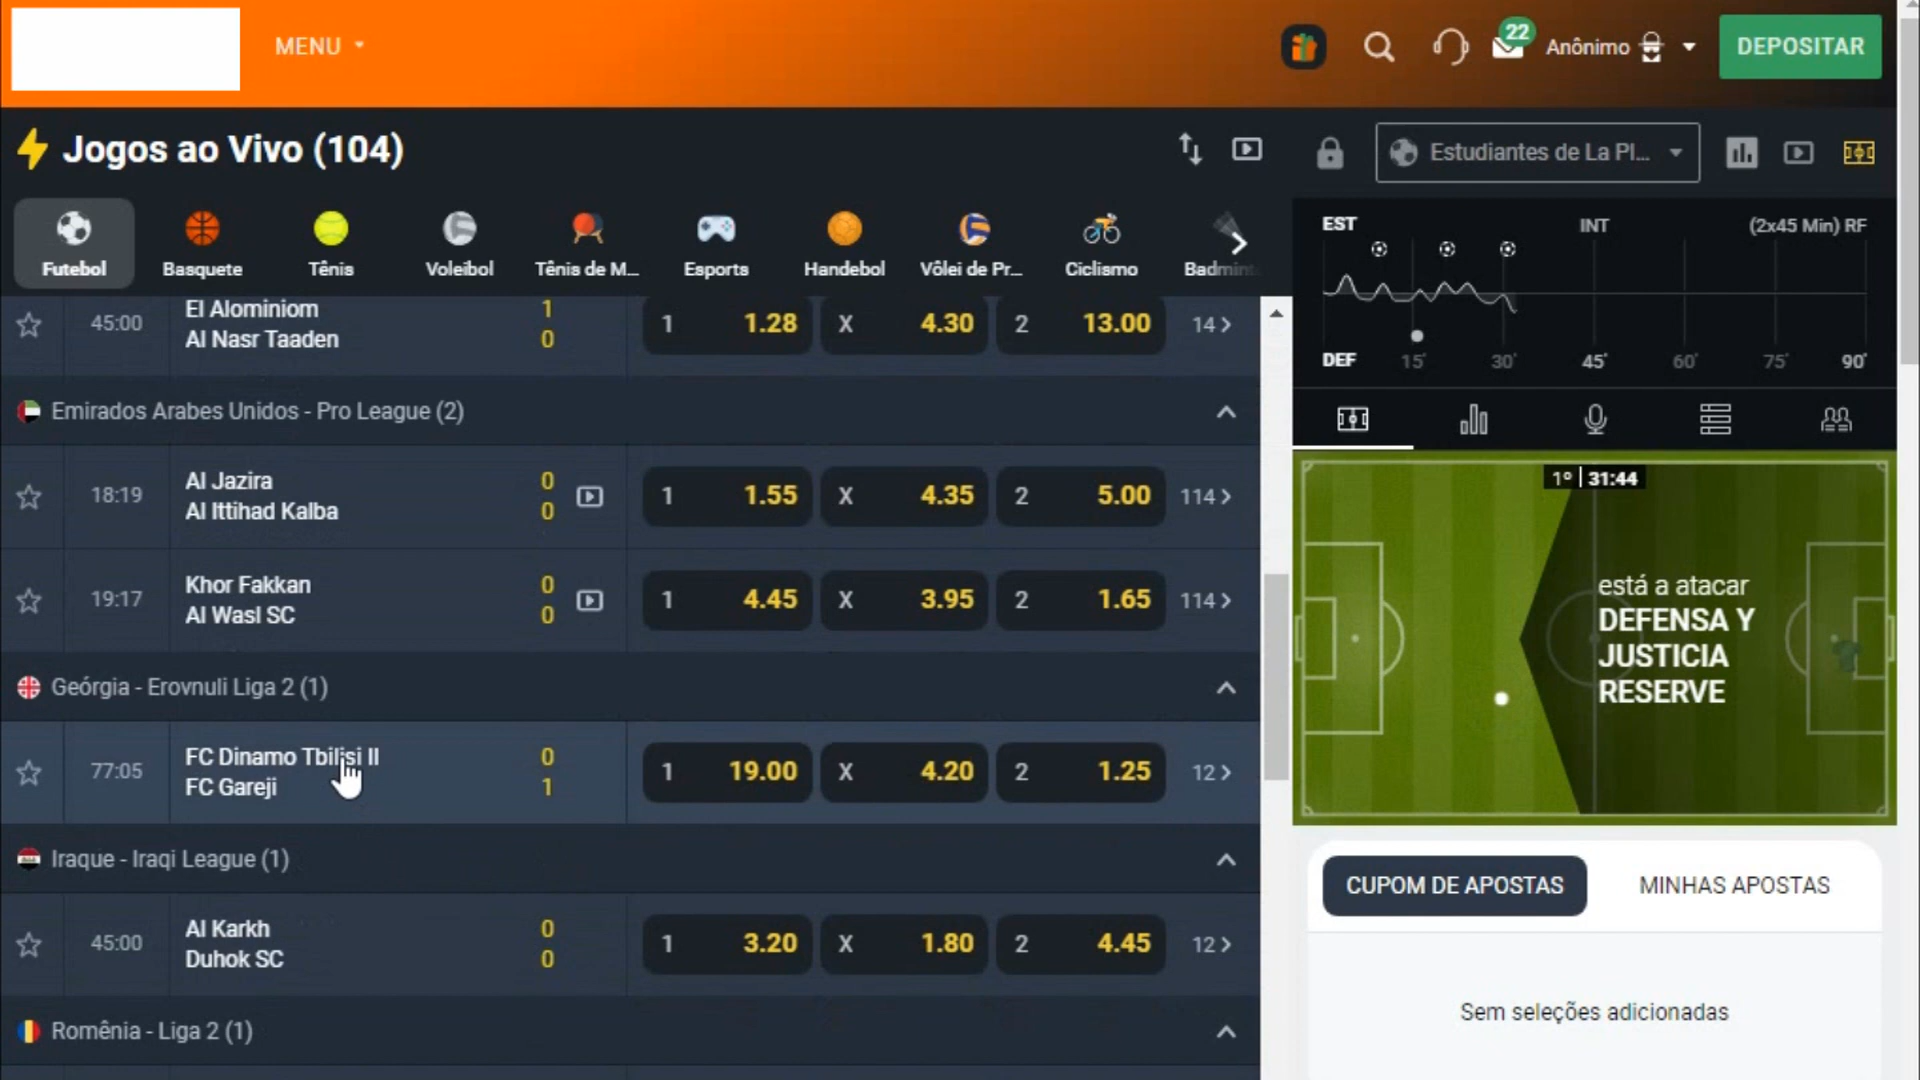 MENU
22
Anônimo
DEPOSITAR
Jogos ao Vivo (104)
Estudiantes de La Pl...
Futebol
Basquete
Tênis
Voleibol
Tênis de M...
Esports
Handebol
Vôlei de Pr...
Ciclismo
Badmin
EST
INT
(2x45 Min) RF
DEF
15'
30'
45'
60'
75'
90'
45:00
El Alominiom 1
Al Nasr Taaden 0
1 1.28 X 4.30 2 13.00 14
Emirados Arabes Unidos - Pro League (2)
18:19
Al Jazira 0
Al Ittihad Kalba 0
1 1.55 X 4.35 2 5.00 114
19:17
Khor Fakkan 0
Al Wasl SC 0
1 4.45 X 3.95 2 1.65 114
Geórgia - Erovnuli Liga 2 (1)
77:05
FC Dinamo Tbilisi II 0
FC Gareji 1
1 19.00 X 4.20 2 1.25 12
Iraque - Iraqi League (1)
45:00
Al Karkh 0
Duhok SC 0
1 3.20 X 1.80 2 4.45 12
Romênia - Liga 2 (1)
1º | 31:44
está a atacar
DEFENSA Y
JUSTICIA
RESERVE
CUPOM DE APOSTAS
MINHAS APOSTAS
Sem seleções adicionadas